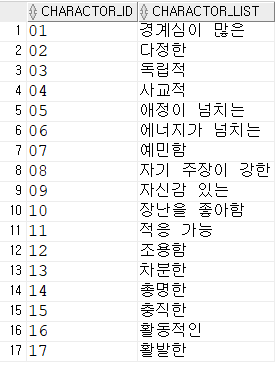 CHARACTOR_ID CHARACTOR_LIST
1 01 경계심이 많은
2 02 다정한
3 03 독립적
4 04 사교적
5 05 애정이 넘치는
6 06 에너지가 넘치는
7 07 예민함
8 08 자기 주장이 강한
9 09 자신감 있는
10 10 장난을 좋아함
11 11 적응 가능
12 12 조용함
13 13 차분한
14 14 총명한
15 15 충직한
16 16 활동적인
17 17 활발한